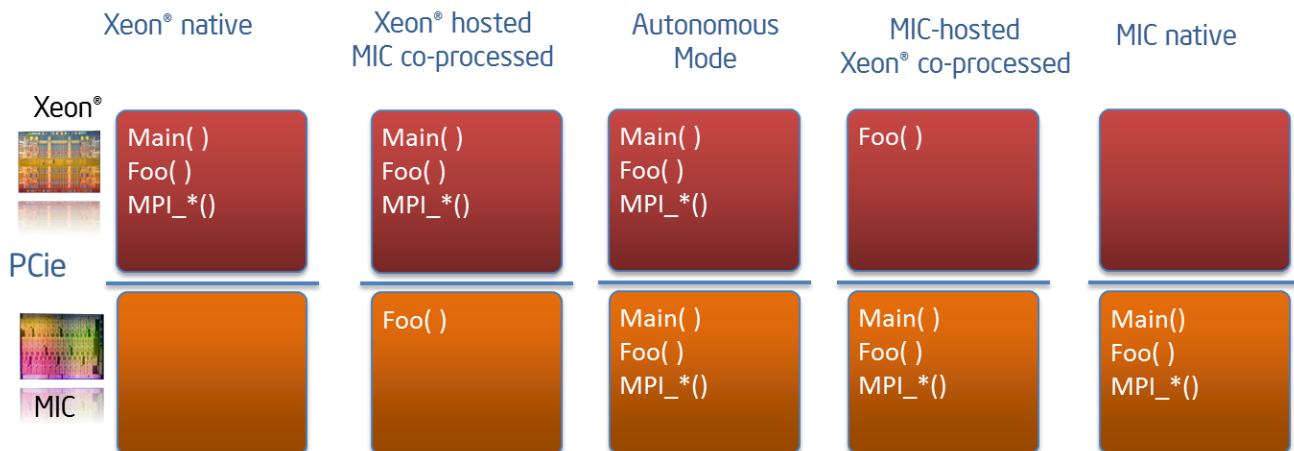 Xeon® native
Xeon® hosted
MIC co-processed
Autonomous
Mode
MIC-hosted
Xeon® co-processed
MIC native
Xeon®
Main( )
Foo( )
MPI_*()
Main( )
Foo( )
MPI_*()
Main( )
Foo( )
MPI_*()
Foo( )
PCie
MIC
Foo( )
Main( )
Foo( )
MPI_*()
Main( )
Foo( )
MPI_*()
Main()
Foo( )
MPI_*()